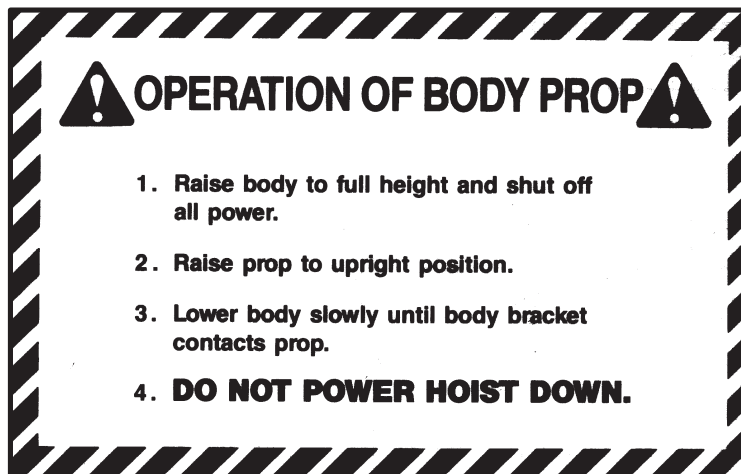 OPERATION OF BODY PROP
1. Raise body to full height and shut off
all power.
2. Raise prop to upright position.
3. Lower body slowly until body bracket
contacts prop.
4. DO NOT POWER HOIST DOWN.